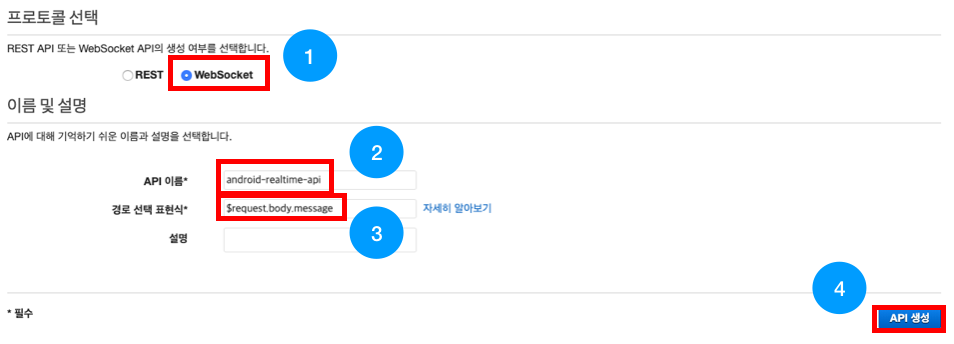 프로토콜 선택
REST API 또는 WebSocket API의 생성 여부를 선택합니다.
1
REST WebSocket
이름 및 설명
API에 대해 기억하기 쉬운 이름과 설명을 선택합니다.
2
API 이름* android-realtime-api
경로 선택 표현식* $request.body.message 자세히 알아보기
3
설명
4
* 필수
API 생성